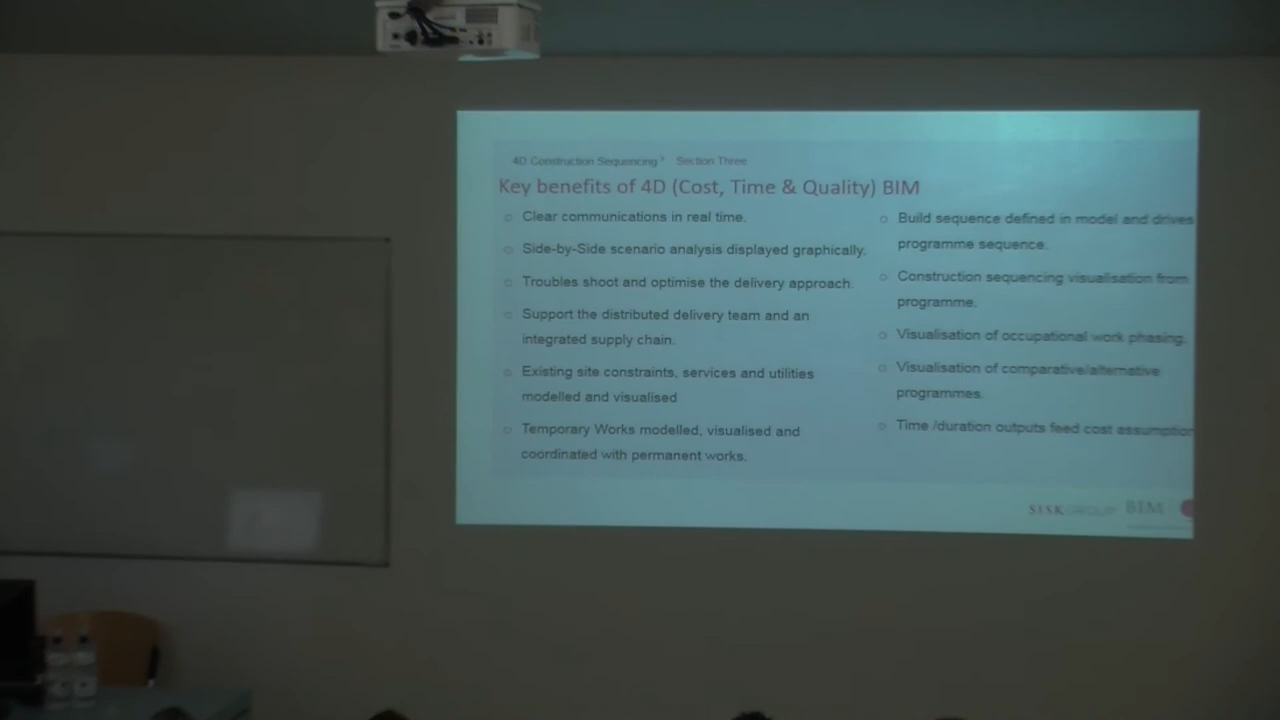 4D Construction Sequencing > Section Three
Key benefits of 4D (Cost, Time & Quality) BIM
Clear communications in real time.
Side-by-Side scenario analysis displayed graphically.
Troubles shoot and optimise the delivery approach.
Support the distributed delivery team and an
integrated supply chain.
Existing site constraints, services and utilities
modelled and visualised
Temporary Works modelled, visualised and
coordinated with permanent works.
Build sequence defined in model and drives
programme sequence.
Construction sequencing visualisation from
programme.
Visualisation of occupational work phasing.
Visualisation of comparative/alternative
programmes.
Time /duration outputs feed cost assumption
SISK GROUP BIM